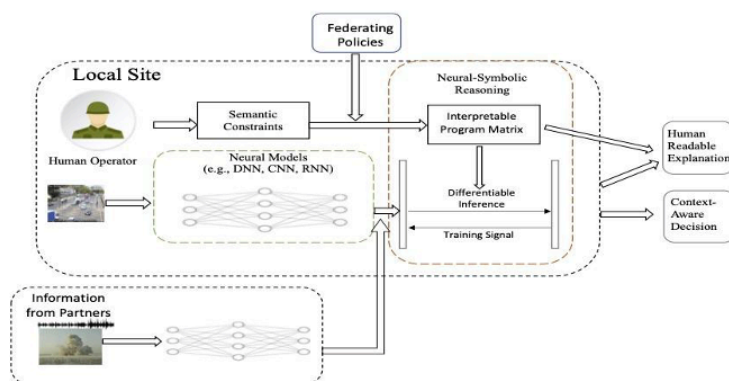 Federating
Policies
Local Site
Neural-Symbolic
Reasoning
Human Operator
Semantic
Constraints
Interpretable
Program Matrix
Human
Readable
Explanation
Neural Models
(e.g., DNN, CNN, RNN)
Differentiable
Inference
Training Signal
Context-
Aware
Decision
Information
from Partners